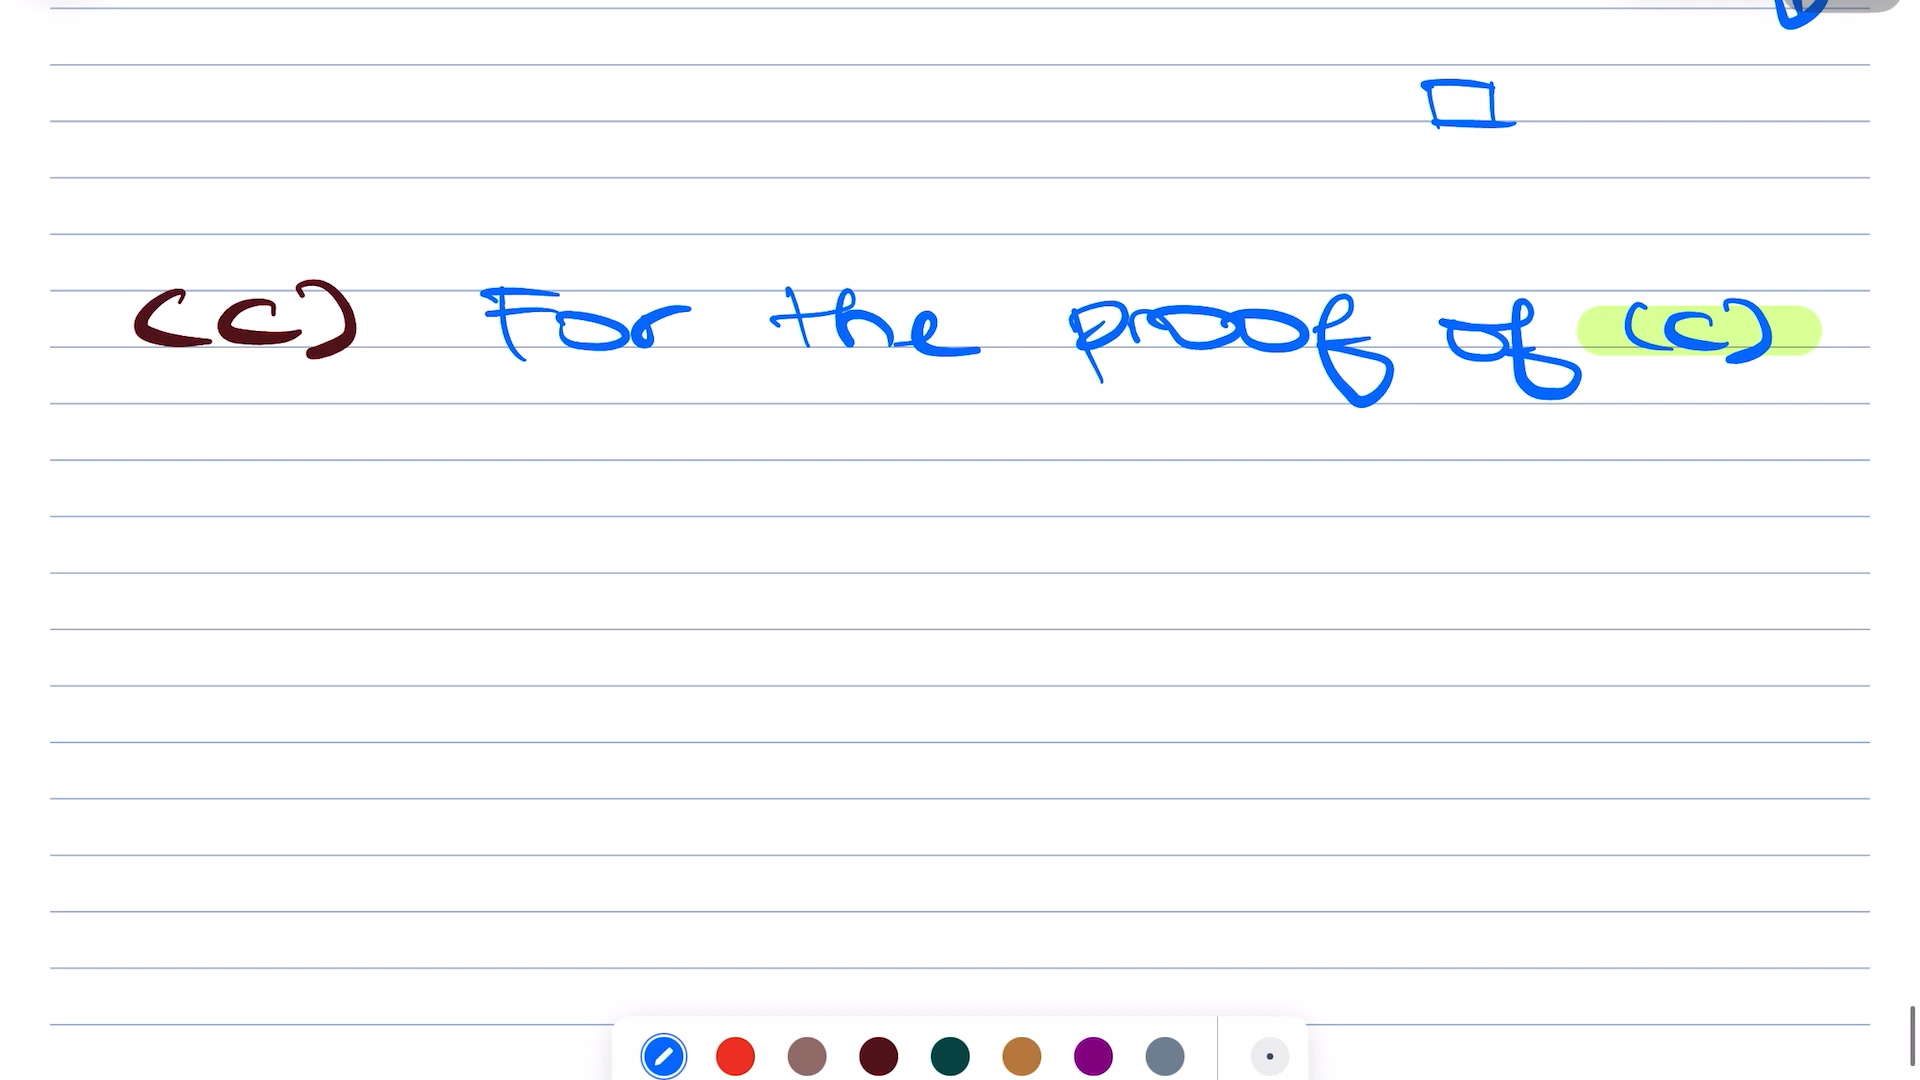 (c) For the proof of (c)